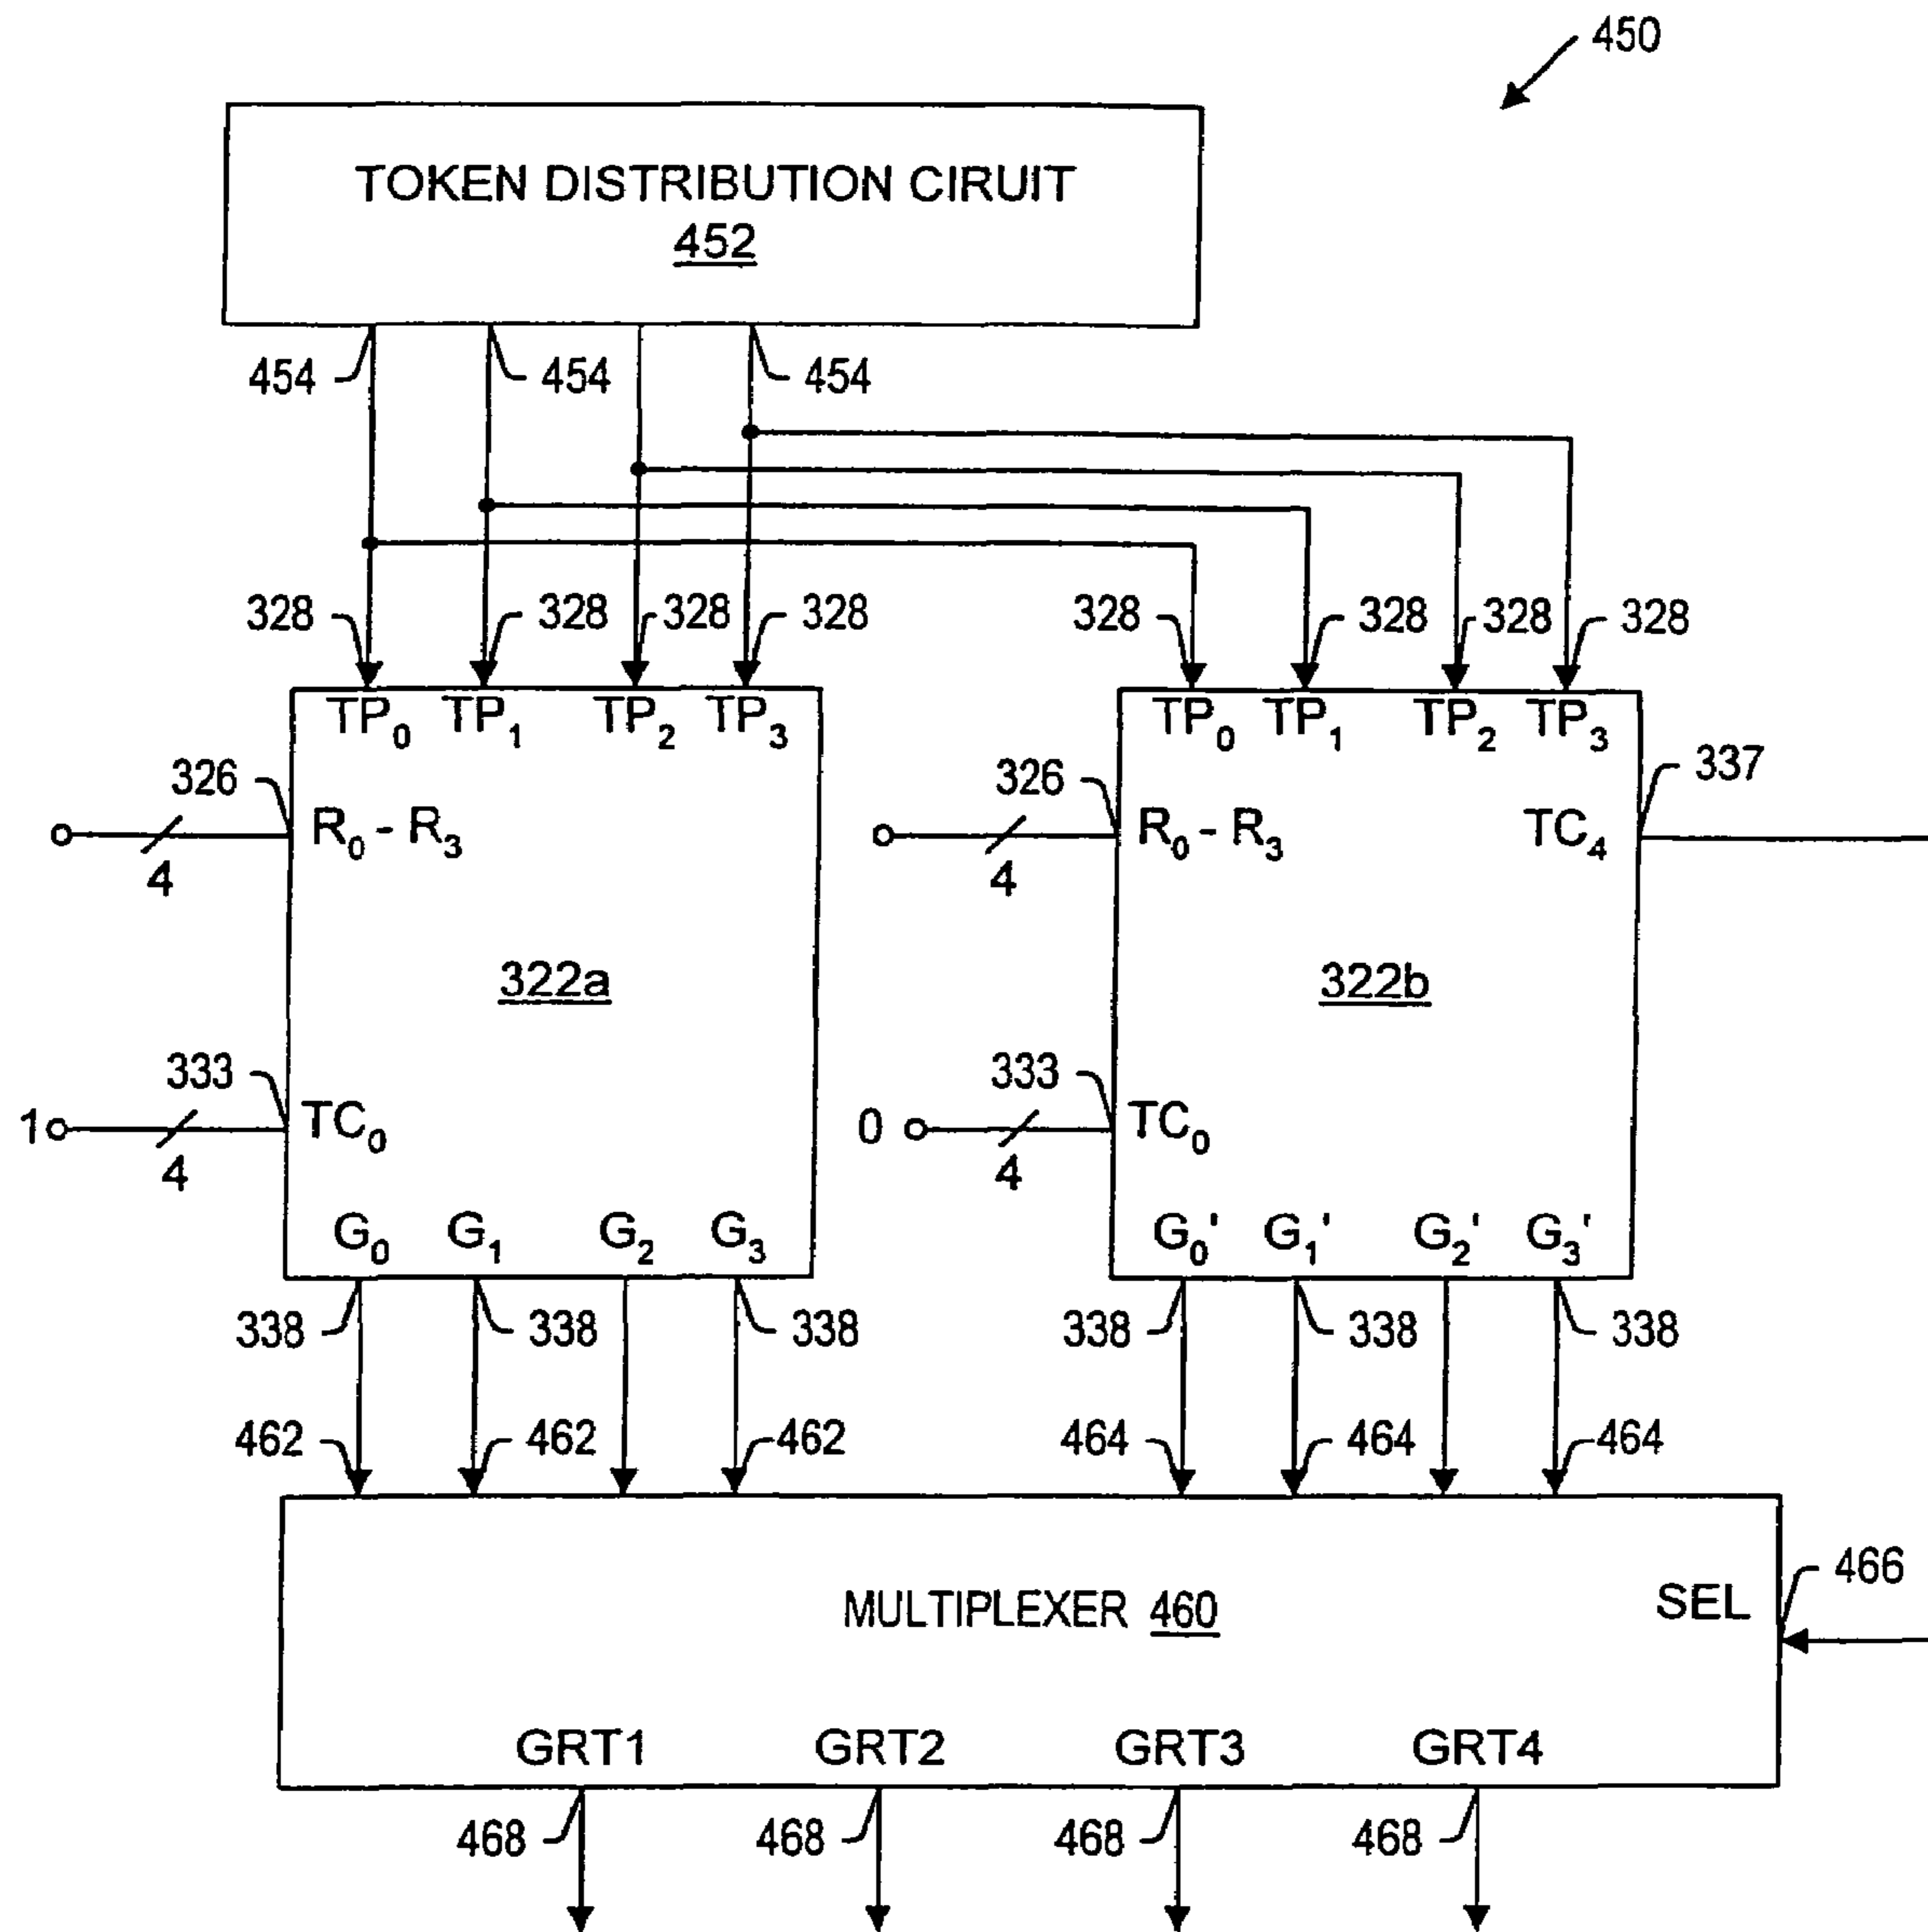 450
TOKEN DISTRIBUTION CIRUIT
452
454 454 454
328 328 328 328 328 328 328 328
TP₀ TP₁ TP₂ TP₃ TP₀ TP₁ TP₂ TP₃
326 326 337
R₀ - R₃ R₀ - R₃ TC₄
4 4
322a 322b
333 333
1 TC₀ 0 TC₀
4 4
G₀ G₁ G₂ G₃ G₀' G₁' G₂' G₃'
338 338 338 338 338 338
462 462 462 464 464 464
466
MULTIPLEXER 460 SEL
GRT1 GRT2 GRT3 GRT4
468 468 468 468